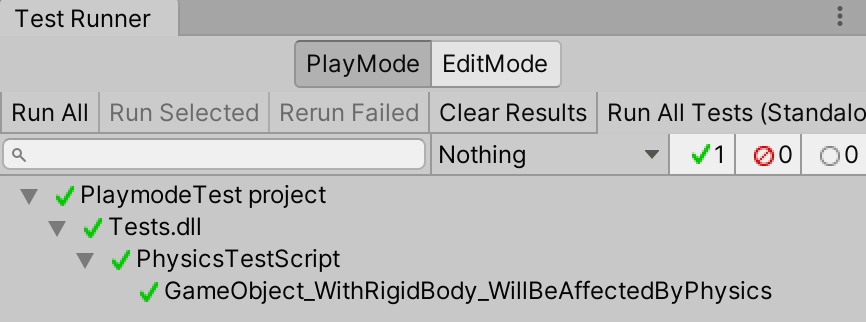 Test Runner
PlayMode EditMode
Run All Run Selected Rerun Failed Clear Results Run All Tests (Standalo
Nothing 1 0 0
PlaymodeTest project
Tests.dll
PhysicsTestScript
GameObject_WithRigidBody_WillBeAffectedByPhysics